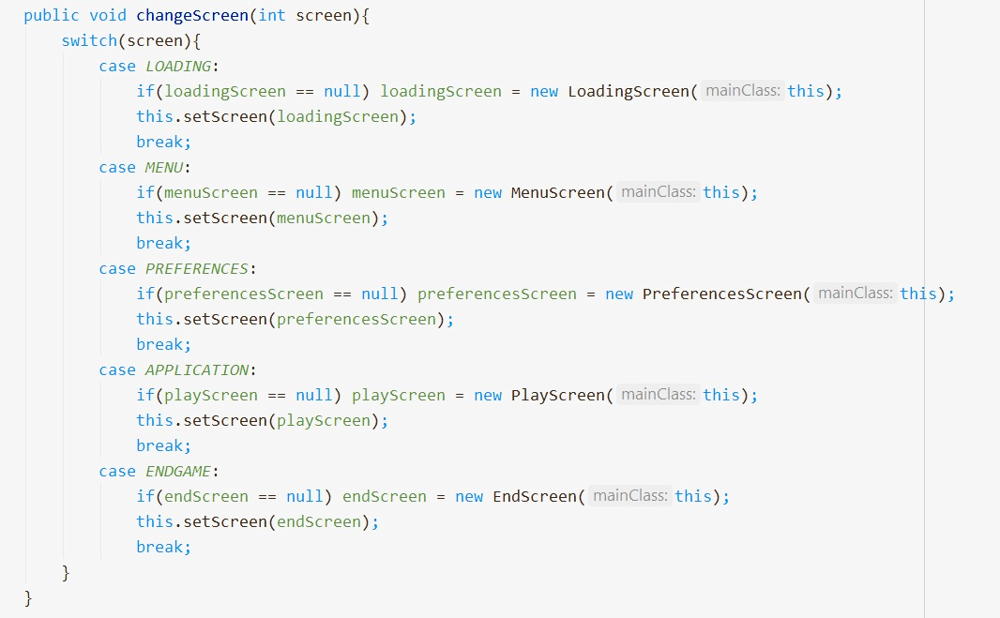 public void changeScreen(int screen){
switch(screen){
case LOADING:
if(loadingScreen == null) loadingScreen = new LoadingScreen( mainClass: this);
this.setScreen(loadingScreen);
break;
case MENU:
if(menuScreen == null) menuScreen = new MenuScreen( mainClass: this);
this.setScreen(menuScreen);
break;
case PREFERENCES:
if(preferencesScreen == null) preferencesScreen = new PreferencesScreen( mainClass: this);
this.setScreen(preferencesScreen);
break;
case APPLICATION:
if(playScreen == null) playScreen = new PlayScreen( mainClass: this);
this.setScreen(playScreen);
break;
case ENDGAME:
if(endScreen == null) endScreen = new EndScreen( mainClass: this);
this.setScreen(endScreen);
break;
}
}